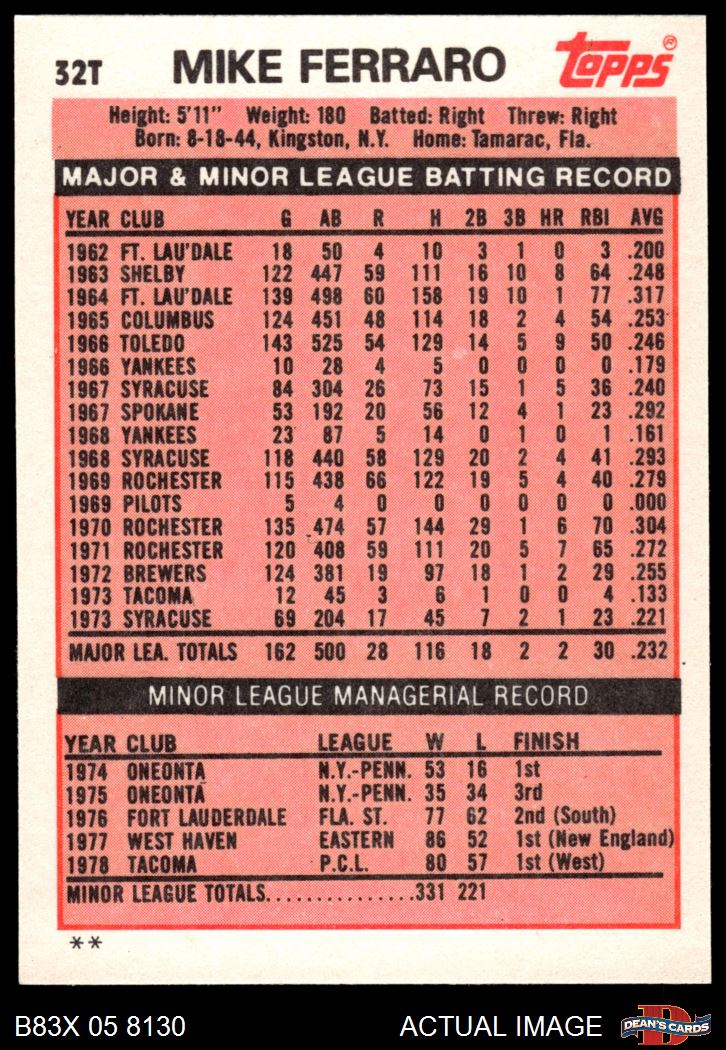 32T MIKE FERRARO Topps®
Height: 5'11" Weight: 180 Batted: Right Threw: Right
Born: 8-18-44, Kingston, N.Y. Home: Tamarac, Fla.
MAJOR & MINOR LEAGUE BATTING RECORD
YEAR CLUB G AB R H 2B 3B HR RBI AVG
1962 FT. LAU'DALE 18 50 4 10 3 1 0 3 .200
1963 SHELBY 122 447 59 111 16 10 8 64 .248
1964 FT. LAU'DALE 139 498 60 158 19 10 1 77 .317
1965 COLUMBUS 124 451 48 114 18 2 4 54 .253
1966 TOLEDO 143 525 54 129 14 5 9 50 .246
1966 YANKEES 10 28 4 5 0 0 0 0 .179
1967 SYRACUSE 84 304 26 73 15 1 5 36 .240
1967 SPOKANE 53 192 20 56 12 4 1 23 .292
1968 YANKEES 23 87 5 14 0 1 0 1 .161
1968 SYRACUSE 118 440 58 129 20 2 4 41 .293
1969 ROCHESTER 115 438 66 122 19 5 4 40 .279
1969 PILOTS 5 4 0 0 0 0 0 0 .000
1970 ROCHESTER 135 474 57 144 29 1 6 70 .304
1971 ROCHESTER 120 408 59 111 20 5 7 65 .272
1972 BREWERS 124 381 19 97 18 1 2 29 .255
1973 TACOMA 12 45 3 6 1 0 0 4 .133
1973 SYRACUSE 69 204 17 45 7 2 1 23 .221
MAJOR LEA. TOTALS 162 500 28 116 18 2 2 30 .232
MINOR LEAGUE MANAGERIAL RECORD
YEAR CLUB LEAGUE W L FINISH
1974 ONEONTA N.Y.-PENN. 53 16 1st
1975 ONEONTA N.Y.-PENN. 35 34 3rd
1976 FORT LAUDERDALE FLA. ST. 77 62 2nd (South)
1977 WEST HAVEN EASTERN 86 52 1st (New England)
1978 TACOMA P.C.L. 80 57 1st (West)
MINOR LEAGUE TOTALS...............331 221
**
B83X 05 8130 ACTUAL IMAGE D DEAN'S CARDS